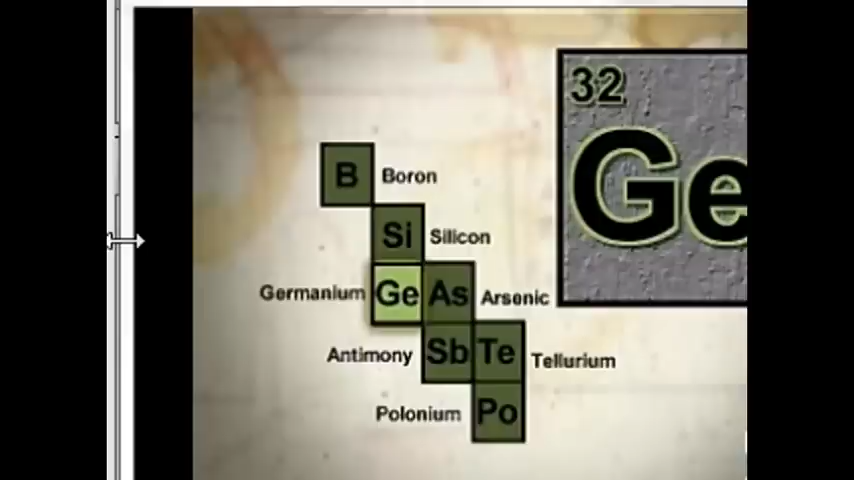 32
Ge
B Boron
Si Silicon
Germanium Ge As Arsenic
Antimony Sb Te Tellurium
Polonium Po